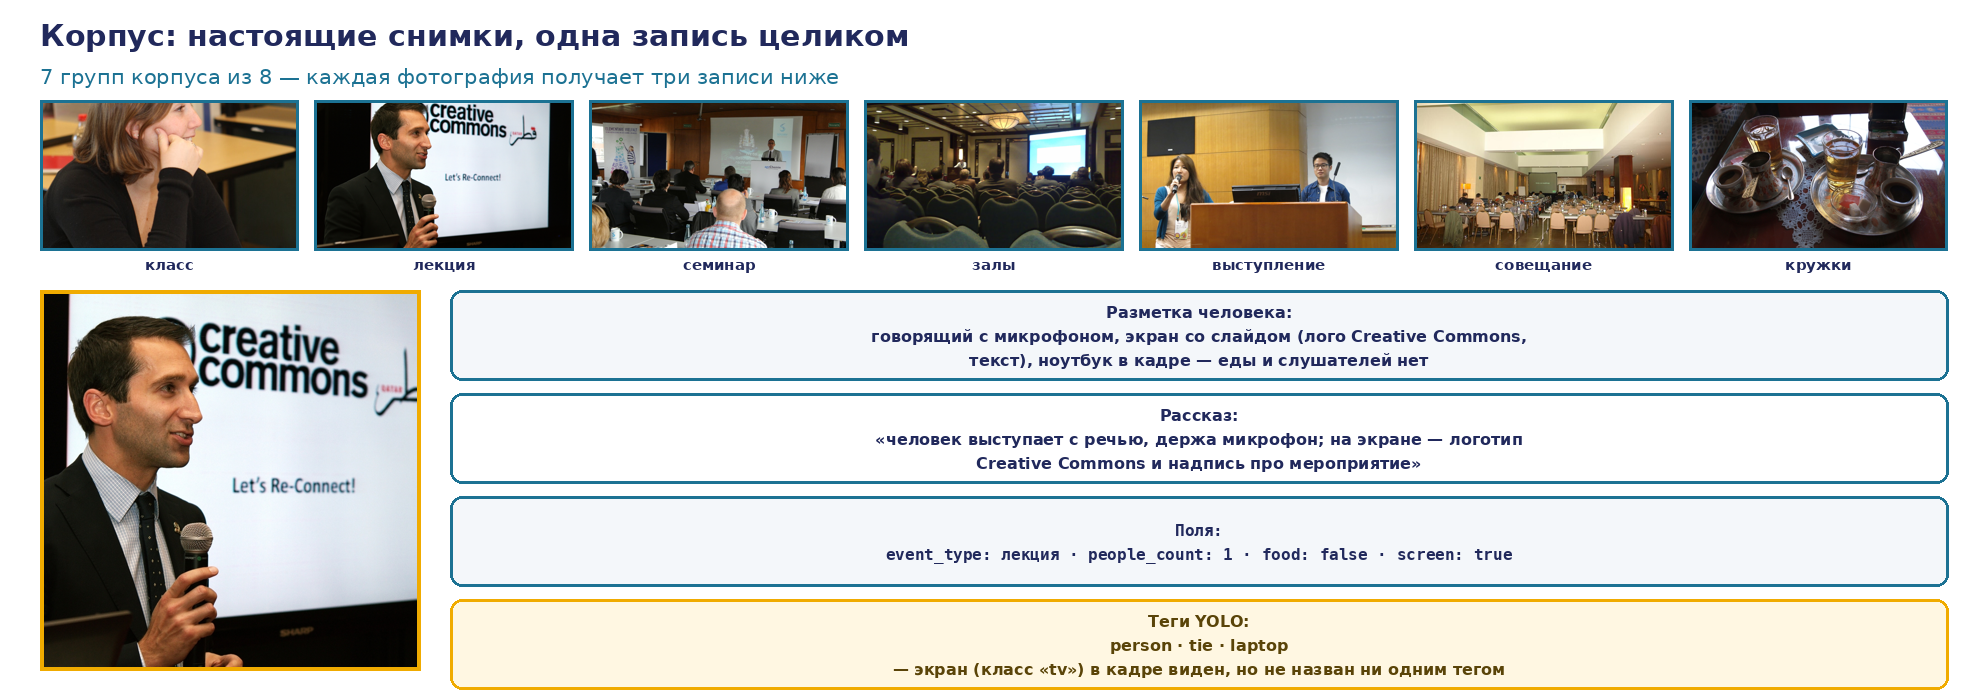 Корпус: настоящие снимки, одна запись целиком
7 групп корпуса из 8 — каждая фотография получает три записи ниже
creative
commons
قطر
Let's Re-Connect!
класс
лекция
семинар
залы
выступление
совещание
кружки
creative
commons
QATAR
Let's Re-Connect!
SHARP
Разметка человека:
говорящий с микрофоном, экран со слайдом (лого Creative Commons,
текст), ноутбук в кадре — еды и слушателей нет
Рассказ:
«человек выступает с речью, держа микрофон; на экране — логотип
Creative Commons и надпись про мероприятие»
Поля:
event_type: лекция · people_count: 1 · food: false · screen: true
Теги YOLO:
person · tie · laptop
— экран (класс «tv») в кадре виден, но не назван ни одним тегом